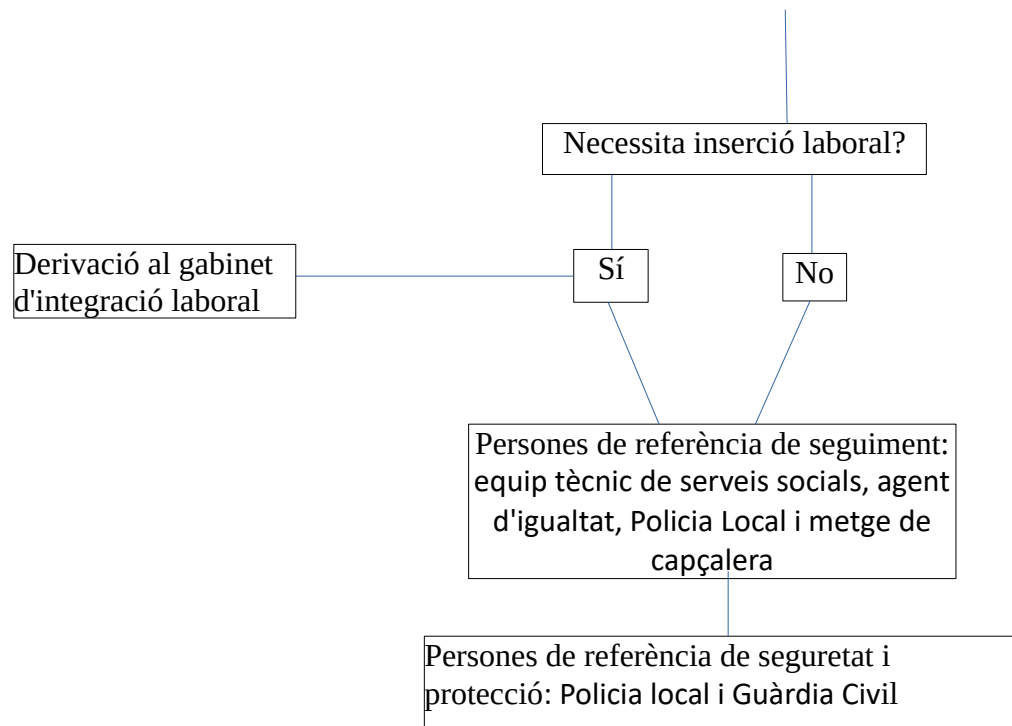 Necessita inserció laboral?
Sí
No
Derivació al gabinet
d'integració laboral
Persones de referència de seguiment:
equip tècnic de serveis socials, agent
d'igualtat, Policia Local i metge de
capçalera
Persones de referència de seguretat i
protecció: Policia local i Guàrdia Civil